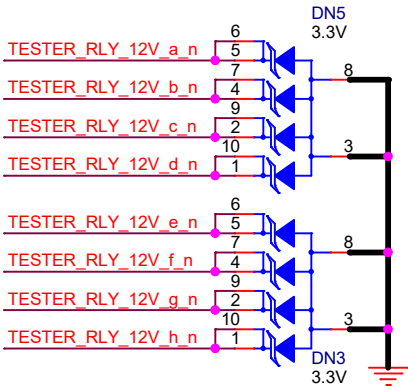 DN5
3.3V
6
TESTER_RLY_12V_a_n 5
7
TESTER_RLY_12V_b_n 4
8
9
TESTER_RLY_12V_c_n 2
10
3
TESTER_RLY_12V_d_n 1
6
TESTER_RLY_12V_e_n 5
7
8
TESTER_RLY_12V_f_n 4
9
TESTER_RLY_12V_g_n 2
10
3
TESTER_RLY_12V_h_n 1
DN3
3.3V